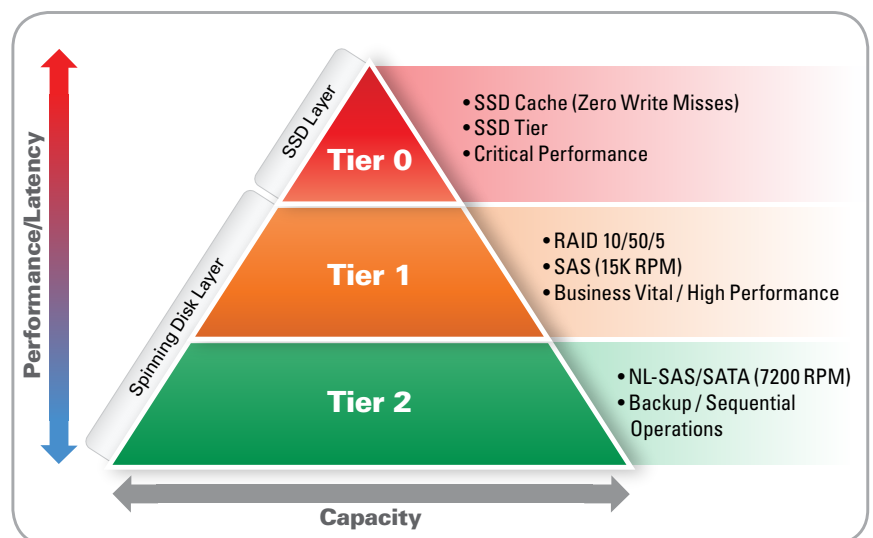 Performance/Latency
SSD Layer
Spinning Disk Layer
Tier 0
• SSD Cache (Zero Write Misses)
• SSD Tier
• Critical Performance
Tier 1
• RAID 10/50/5
• SAS (15K RPM)
• Business Vital / High Performance
Tier 2
• NL-SAS/SATA (7200 RPM)
• Backup / Sequential
Operations
Capacity